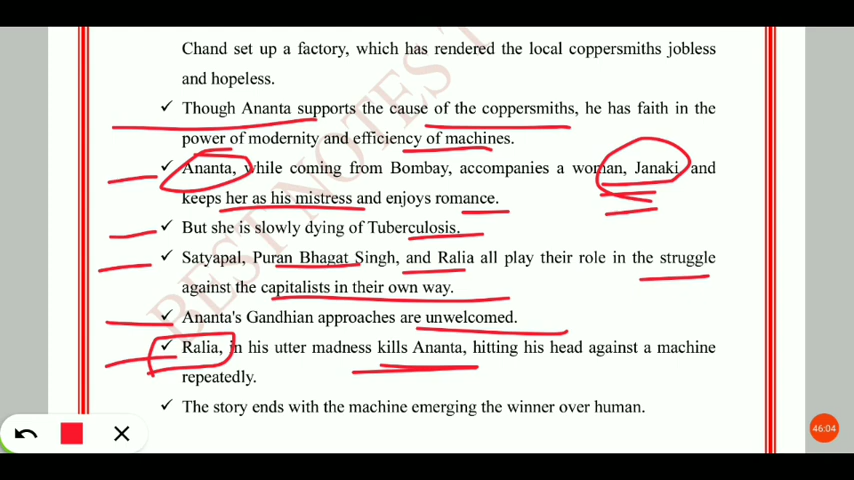 Chand set up a factory, which has rendered the local coppersmiths jobless
and hopeless.
✓ Though Ananta supports the cause of the coppersmiths, he has faith in the
power of modernity and efficiency of machines.
✓ Ananta, while coming from Bombay, accompanies a woman, Janaki and
keeps her as his mistress and enjoys romance.
✓ But she is slowly dying of Tuberculosis.
✓ Satyapal, Puran Bhagat Singh, and Ralia all play their role in the struggle
against the capitalists in their own way.
✓ Ananta's Gandhian approaches are unwelcomed.
✓ Ralia, in his utter madness kills Ananta, hitting his head against a machine
repeatedly.
✓ The story ends with the machine emerging the winner over human.
BEST NOTES
46:04